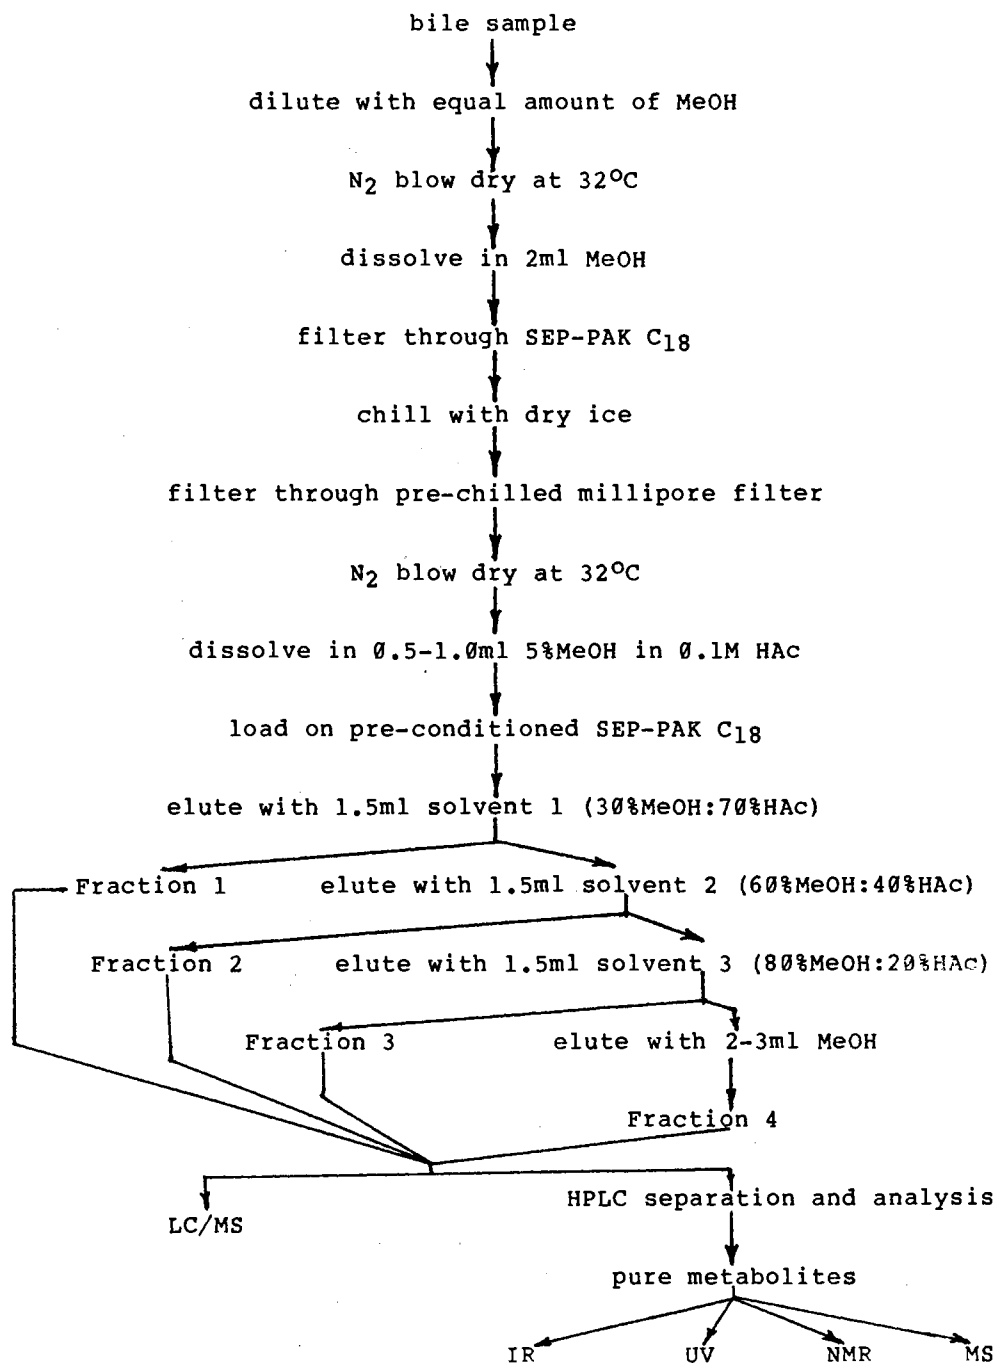 bile sample
dilute with equal amount of MeOH
N2 blow dry at 32°C
dissolve in 2ml MeOH
filter through SEP-PAK C18
chill with dry ice
filter through pre-chilled millipore filter
N2 blow dry at 32°C
dissolve in 0.5-1.0ml 5%MeOH in 0.1M HAc
load on pre-conditioned SEP-PAK C18
elute with 1.5ml solvent 1 (30%MeOH:70%HAc)
Fraction 1
elute with 1.5ml solvent 2 (60%MeOH:40%HAc)
Fraction 2
elute with 1.5ml solvent 3 (80%MeOH:20%HAc)
Fraction 3
elute with 2-3ml MeOH
Fraction 4
HPLC separation and analysis
LC/MS
pure metabolites
IR UV NMR MS